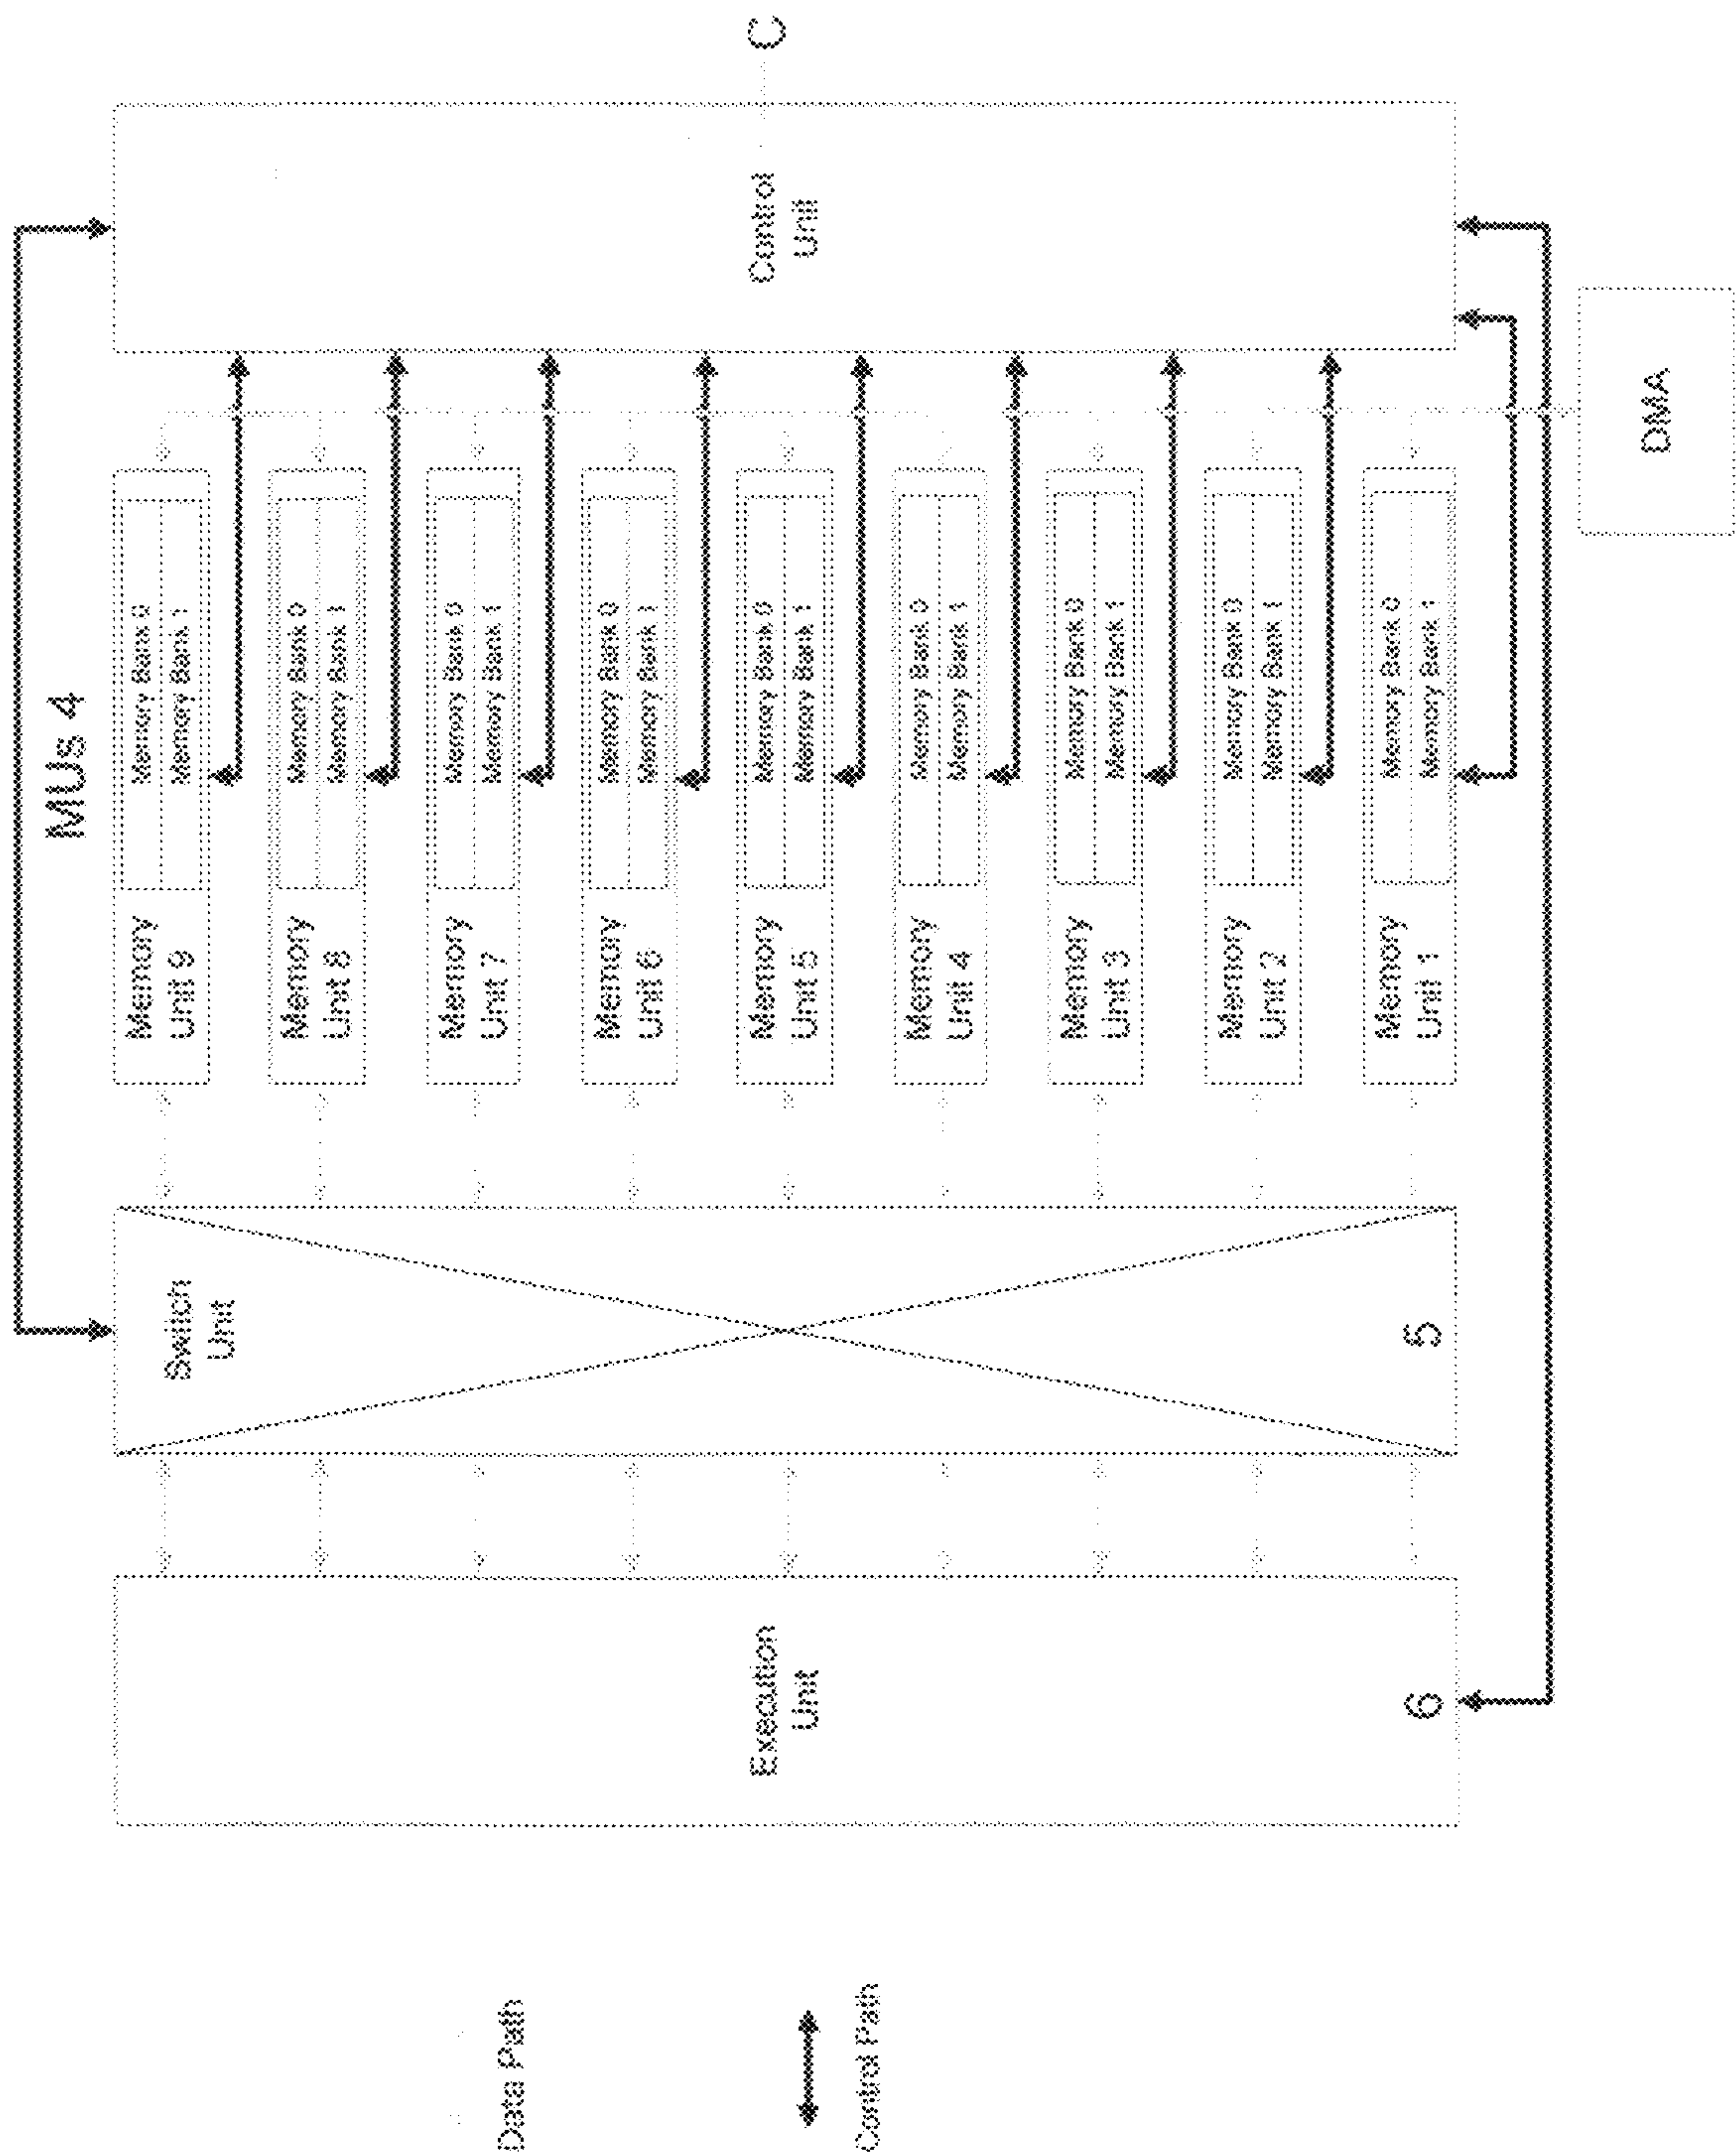 MUs 4
Data Path
Control Path
Execution
Unit
6
Switch
Unit
5
Memory
Unit 9
Memory Bank 0
Memory Bank 1
Memory
Unit 8
Memory Bank 0
Memory Bank 1
Memory
Unit 7
Memory Bank 0
Memory Bank 1
Memory
Unit 6
Memory Bank 0
Memory Bank 1
Memory
Unit 5
Memory Bank 0
Memory Bank 1
Memory
Unit 4
Memory Bank 0
Memory Bank 1
Memory
Unit 3
Memory Bank 0
Memory Bank 1
Memory
Unit 2
Memory Bank 0
Memory Bank 1
Memory
Unit 1
Memory Bank 0
Memory Bank 1
Control
Unit
C
DMA